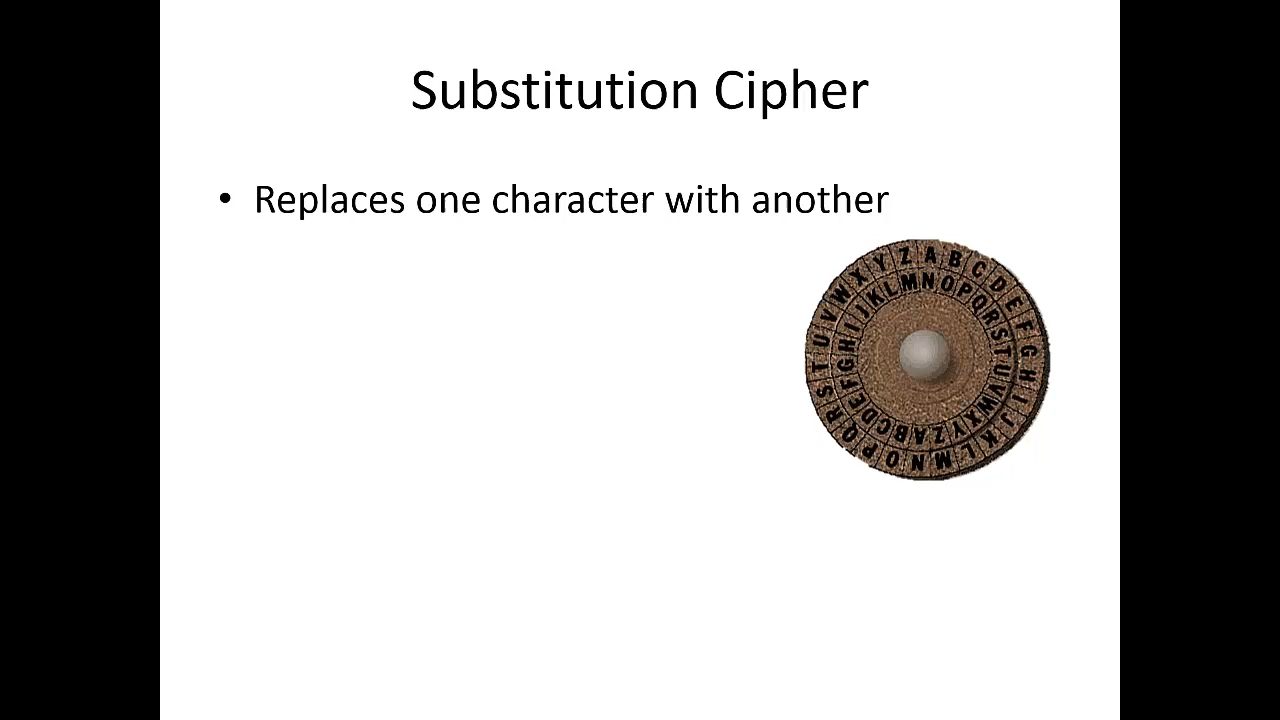 Substitution Cipher
• Replaces one character with another
A B C D E F G H I J K L M N O P Q R S T U V W X Y Z
N O P Q R S T U V W X Y Z A B C D E F G H I J K L M